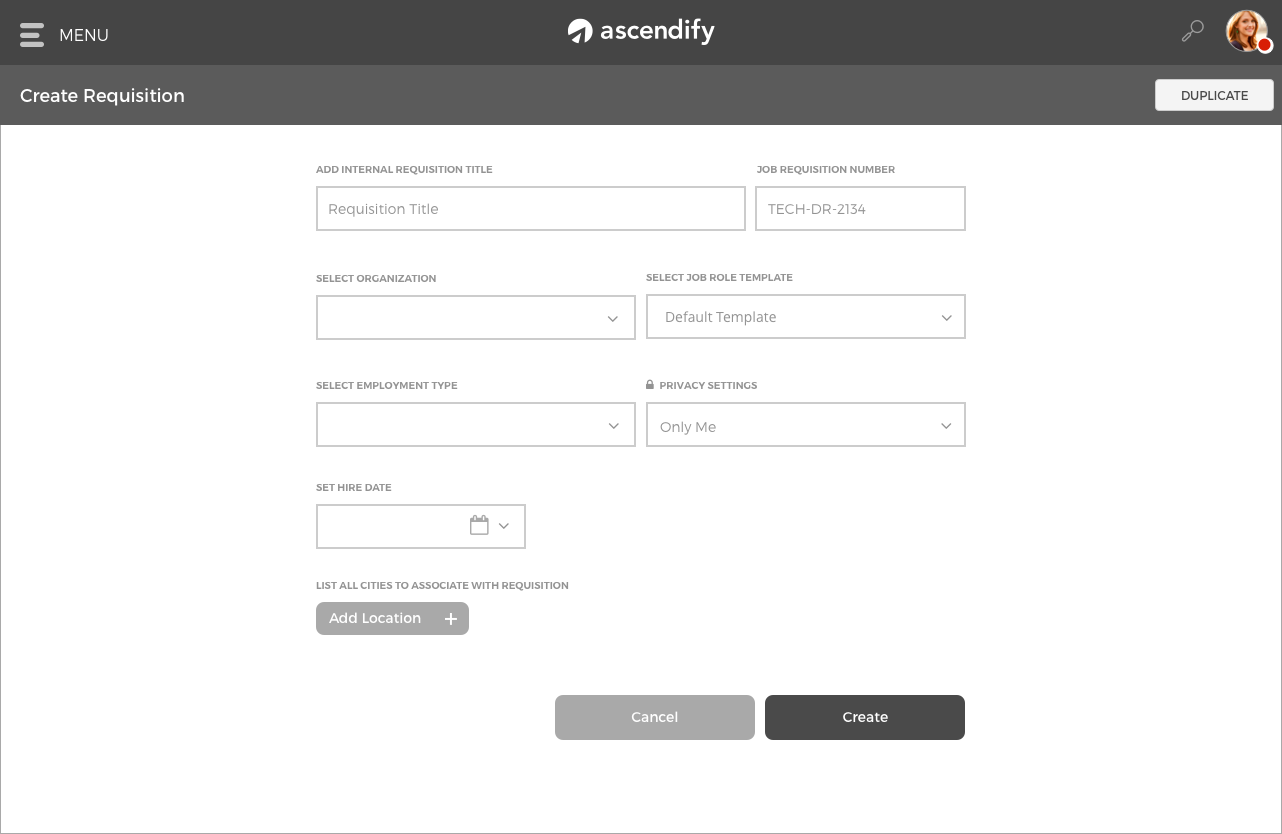 MENU
ascendify
Create Requisition
DUPLICATE
ADD INTERNAL REQUISITION TITLE
JOB REQUISITION NUMBER
Requisition Title
TECH-DR-2134
SELECT ORGANIZATION
SELECT JOB ROLE TEMPLATE
Default Template
SELECT EMPLOYMENT TYPE
PRIVACY SETTINGS
Only Me
SET HIRE DATE
LIST ALL CITIES TO ASSOCIATE WITH REQUISITION
Add Location +
Cancel
Create